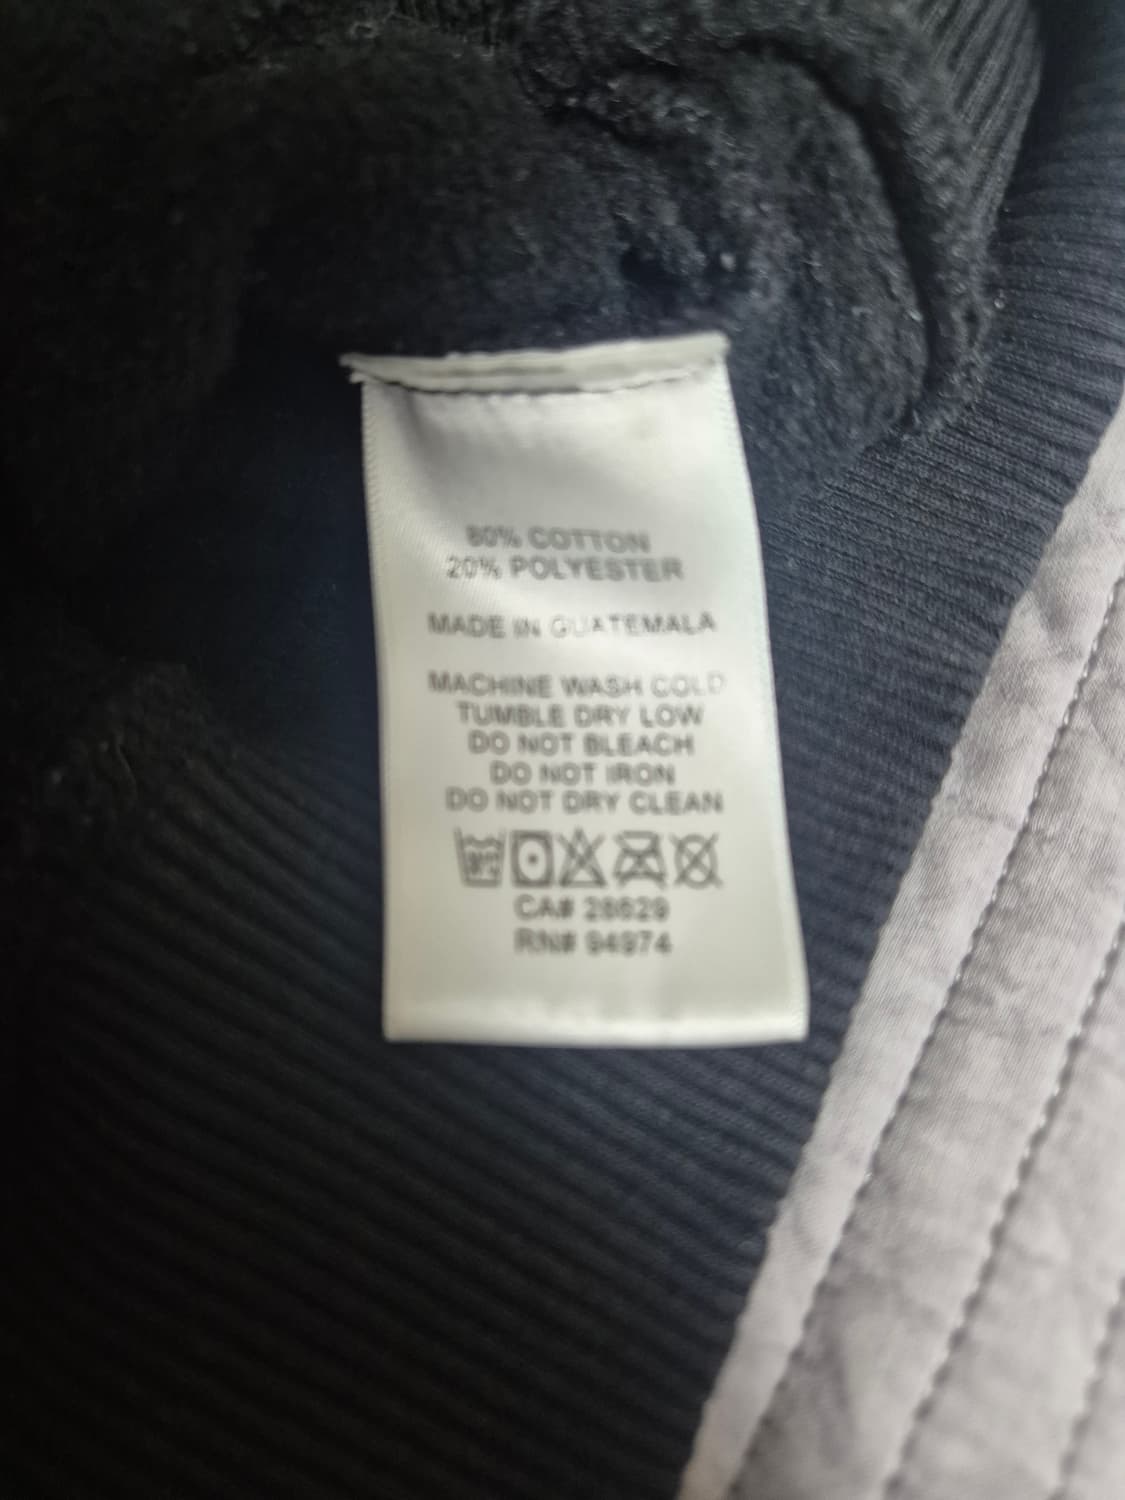 80% COTTON
20% POLYESTER
MADE IN GUATEMALA
MACHINE WASH COLD
TUMBLE DRY LOW
DO NOT BLEACH
DO NOT IRON
DO NOT DRY CLEAN
CA# 28629
RN# 94974